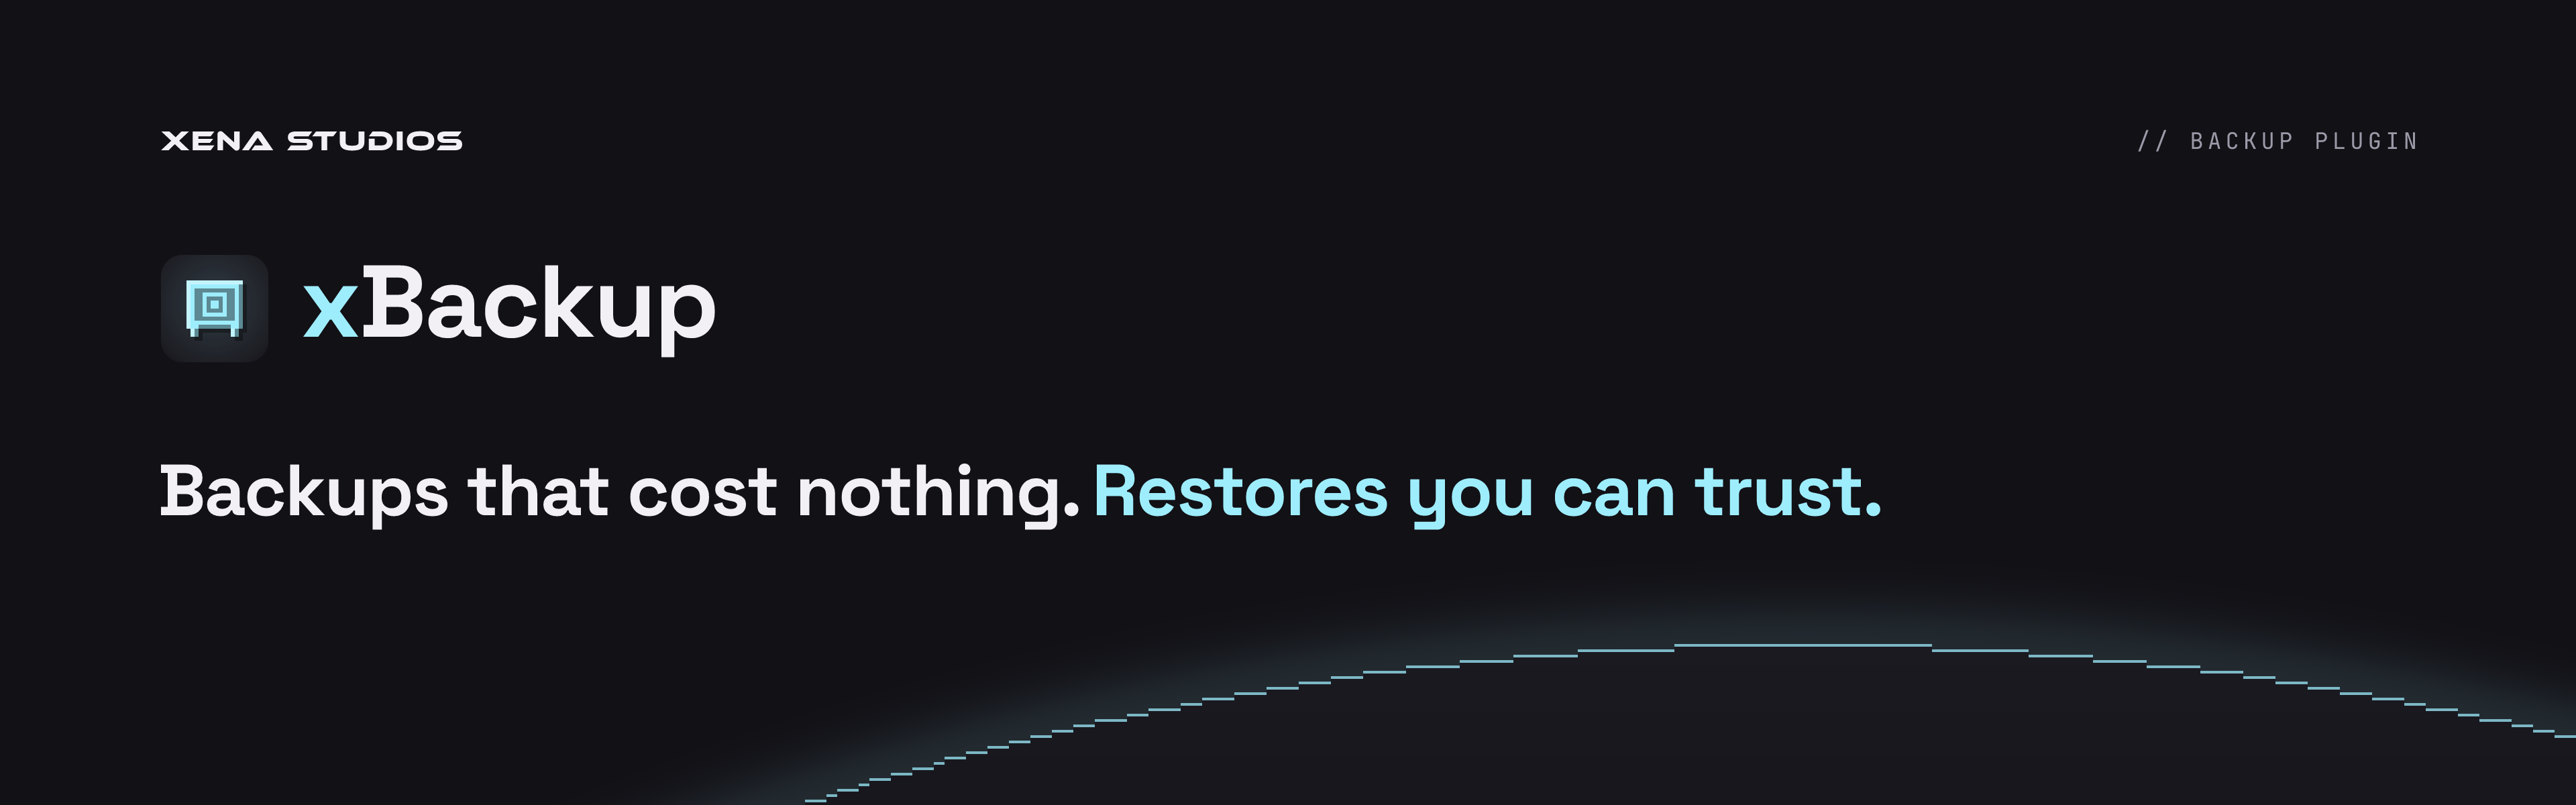 XENA STUDIOS
// BACKUP PLUGIN
xBackup
Backups that cost nothing. Restores you can trust.